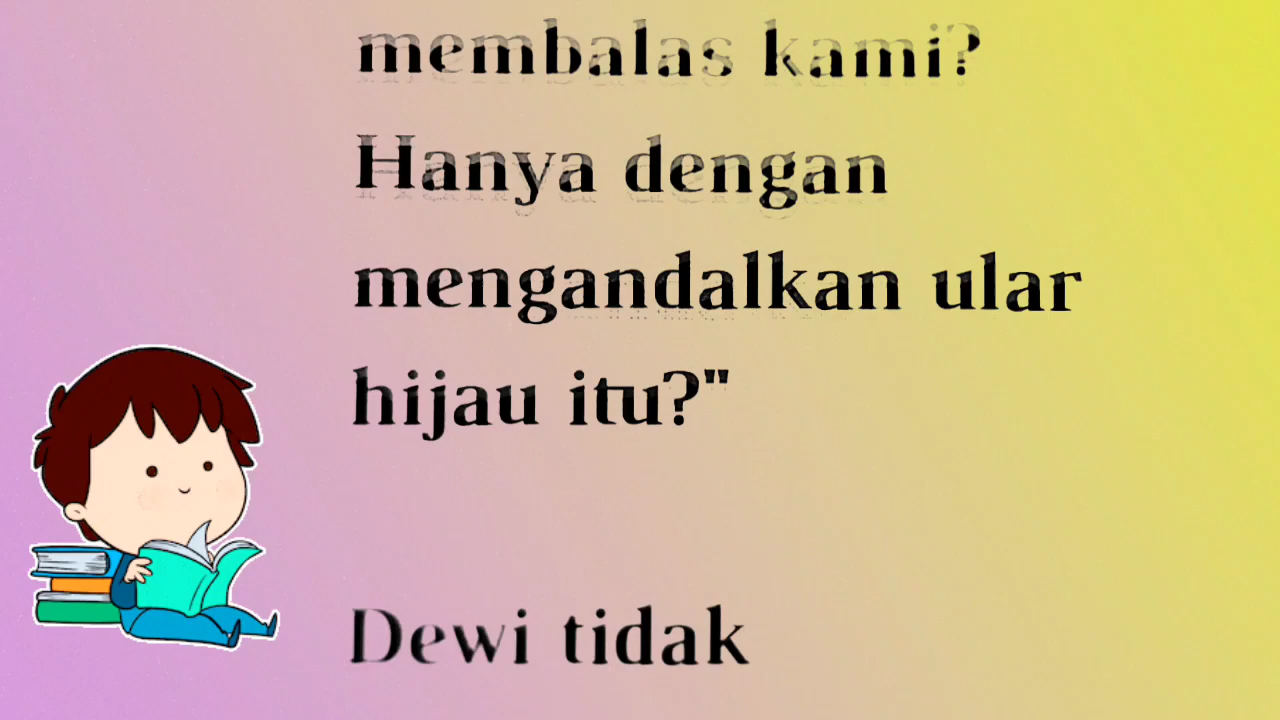 membalas kami?
Hanya dengan
mengandalkan ular
hijau itu?"
Dewi tidak